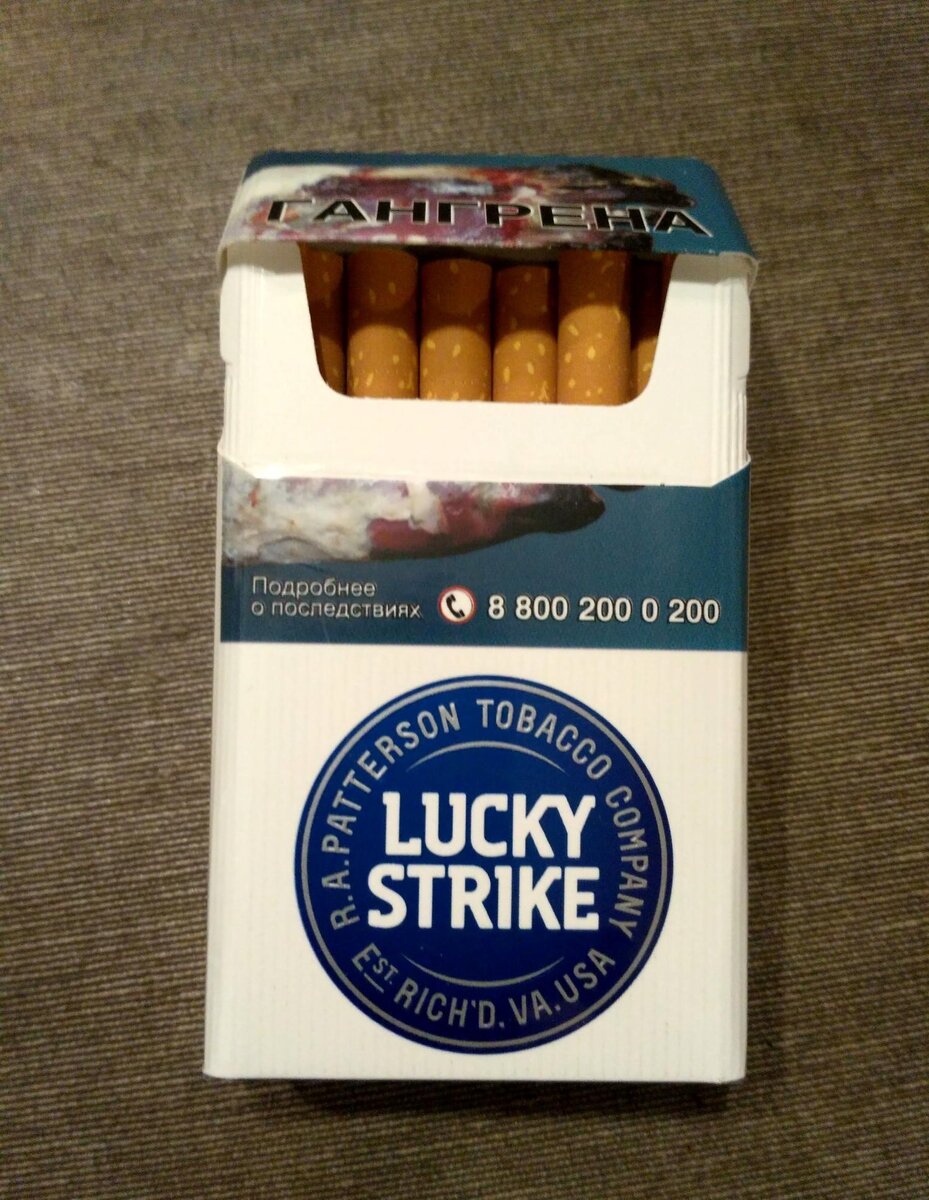 ГАНГРЕНА
Подробнее
о последствиях
8 800 200 0 200
R.A.PATTERSON TOBACCO COMPANY
LUCKY
STRIKE
EST. RICH'D. VA. USA